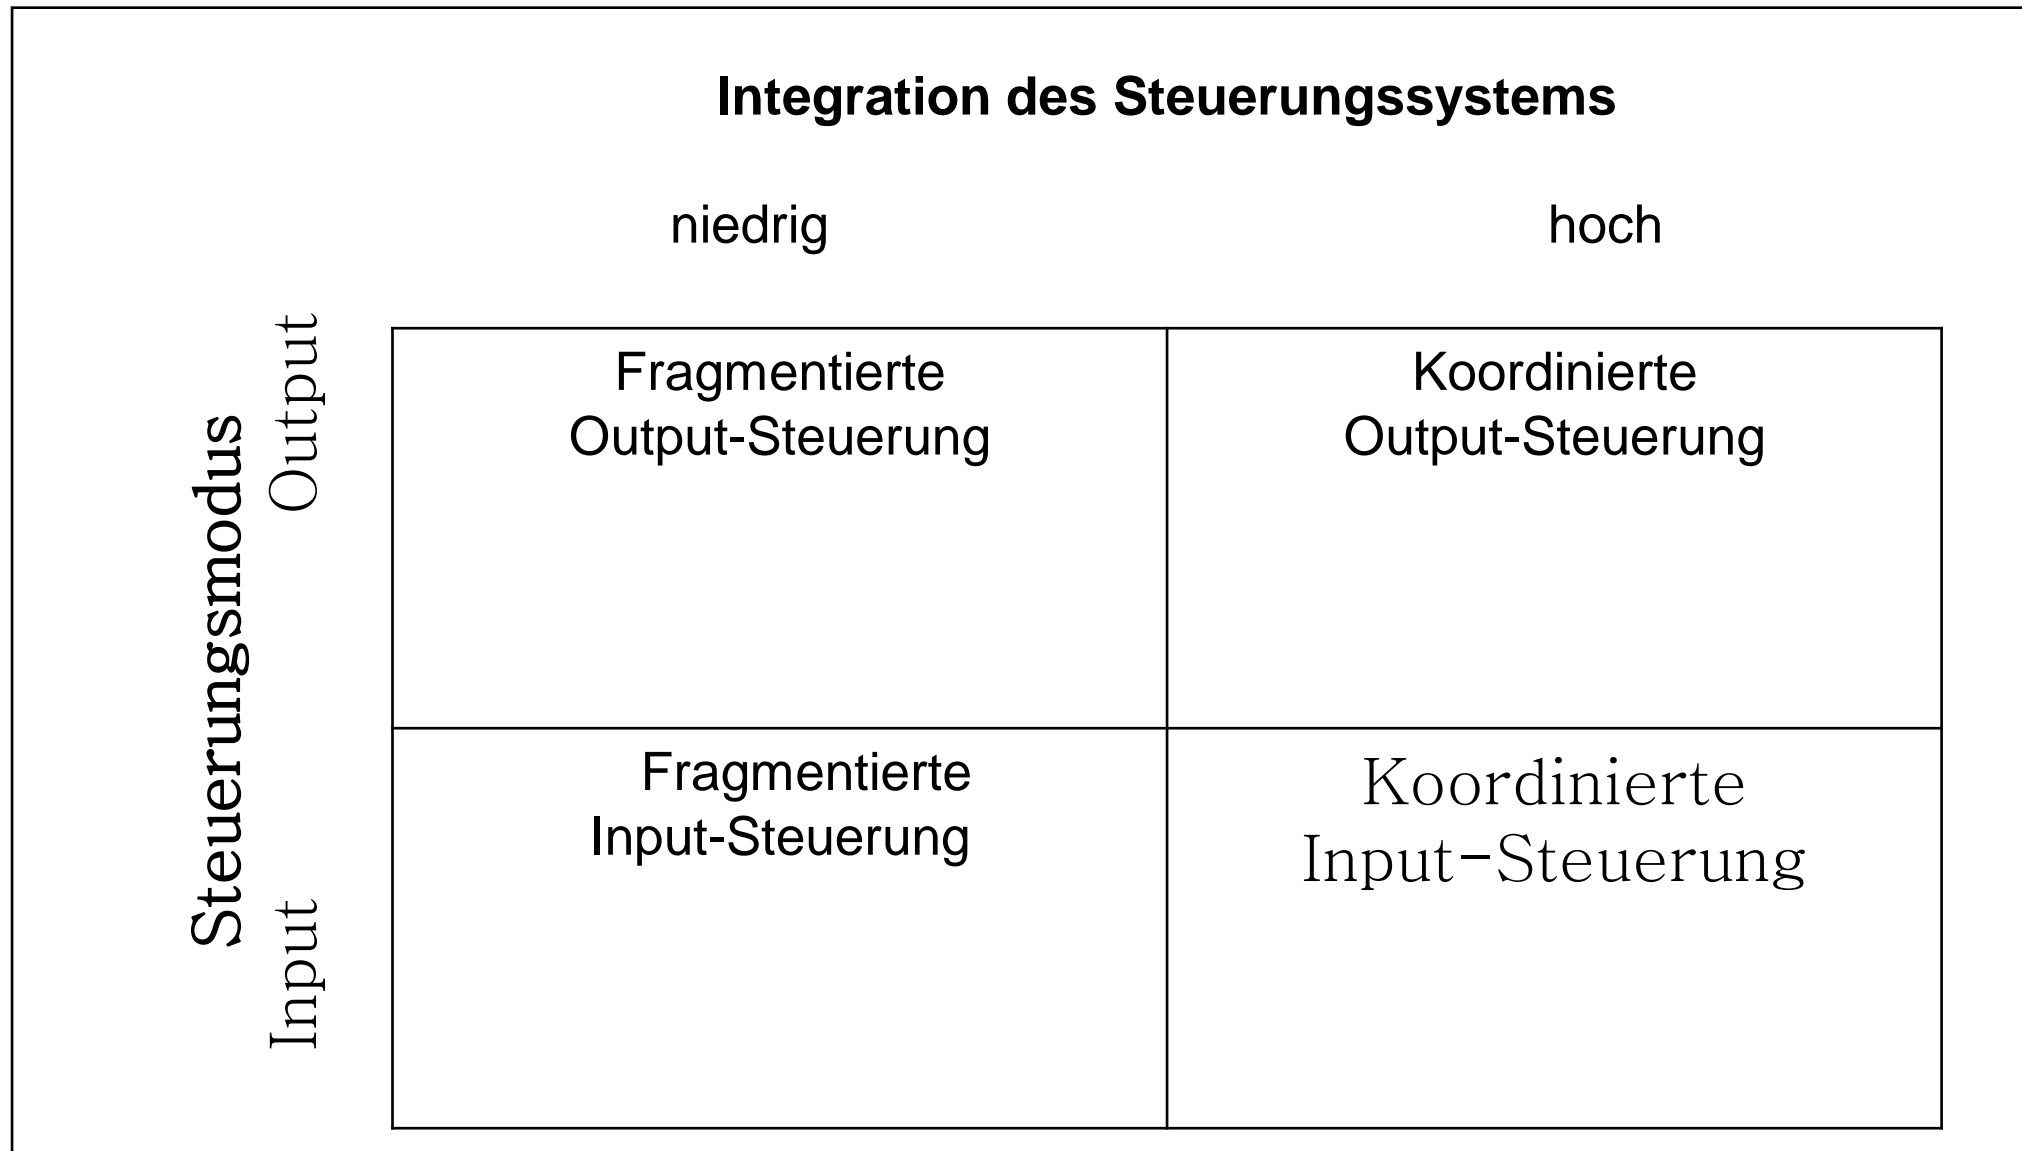 Integration des Steuerungssystems
niedrig
hoch
Steuerungsmodus
Output
Fragmentierte
Output-Steuerung
Koordinierte
Output-Steuerung
Input
Fragmentierte
Input-Steuerung
Koordinierte
Input-Steuerung